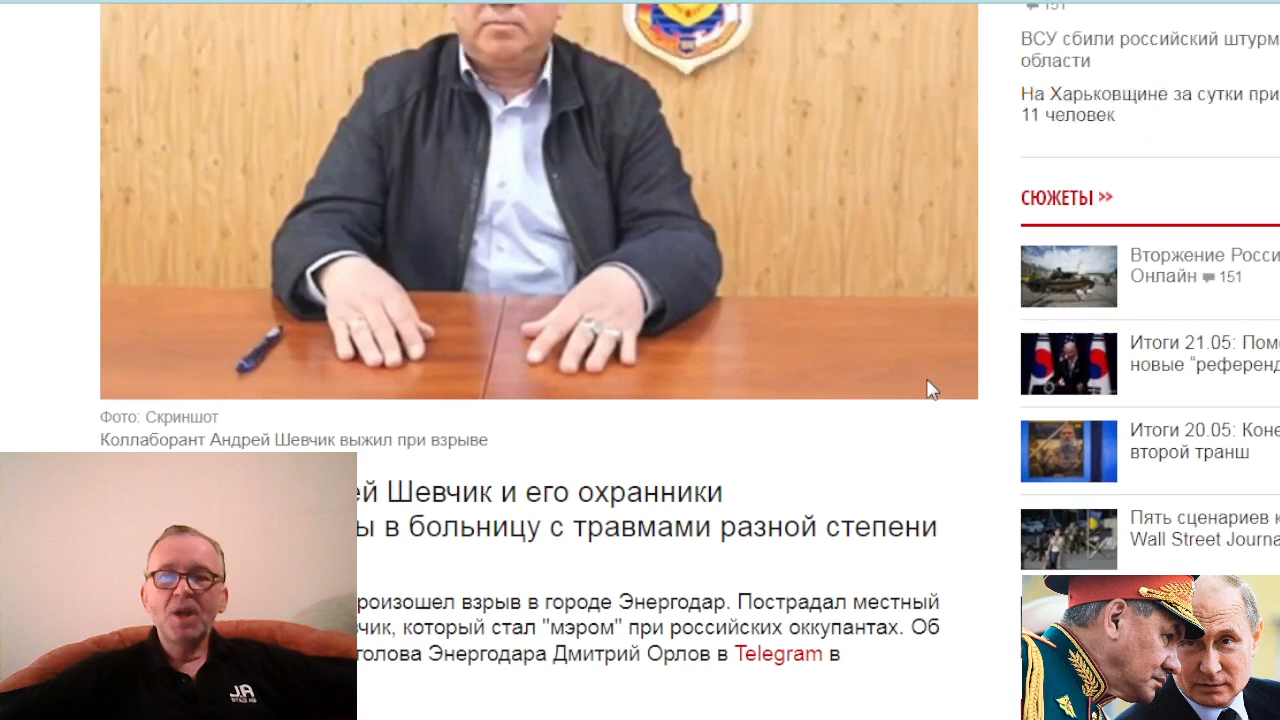 Фото: Скриншот
Коллаборант Андрей Шевчик выжил при взрыве
ей Шевчик и его охранники
ы в больницу с травмами разной степени
роизошел взрыв в городе Энергодар. Пострадал местный
вчик, который стал "мэром" при российских оккупантах. Об
голова Энергодара Дмитрий Орлов в Telegram в
151
ВСУ сбили российский штурм
области
На Харьковщине за сутки при
11 человек
СЮЖЕТЫ »
Вторжение Росси
Онлайн 151
Итоги 21.05: Пом
новые "референд
Итоги 20.05: Коне
второй транш
Пять сценариев к
Wall Street Journa